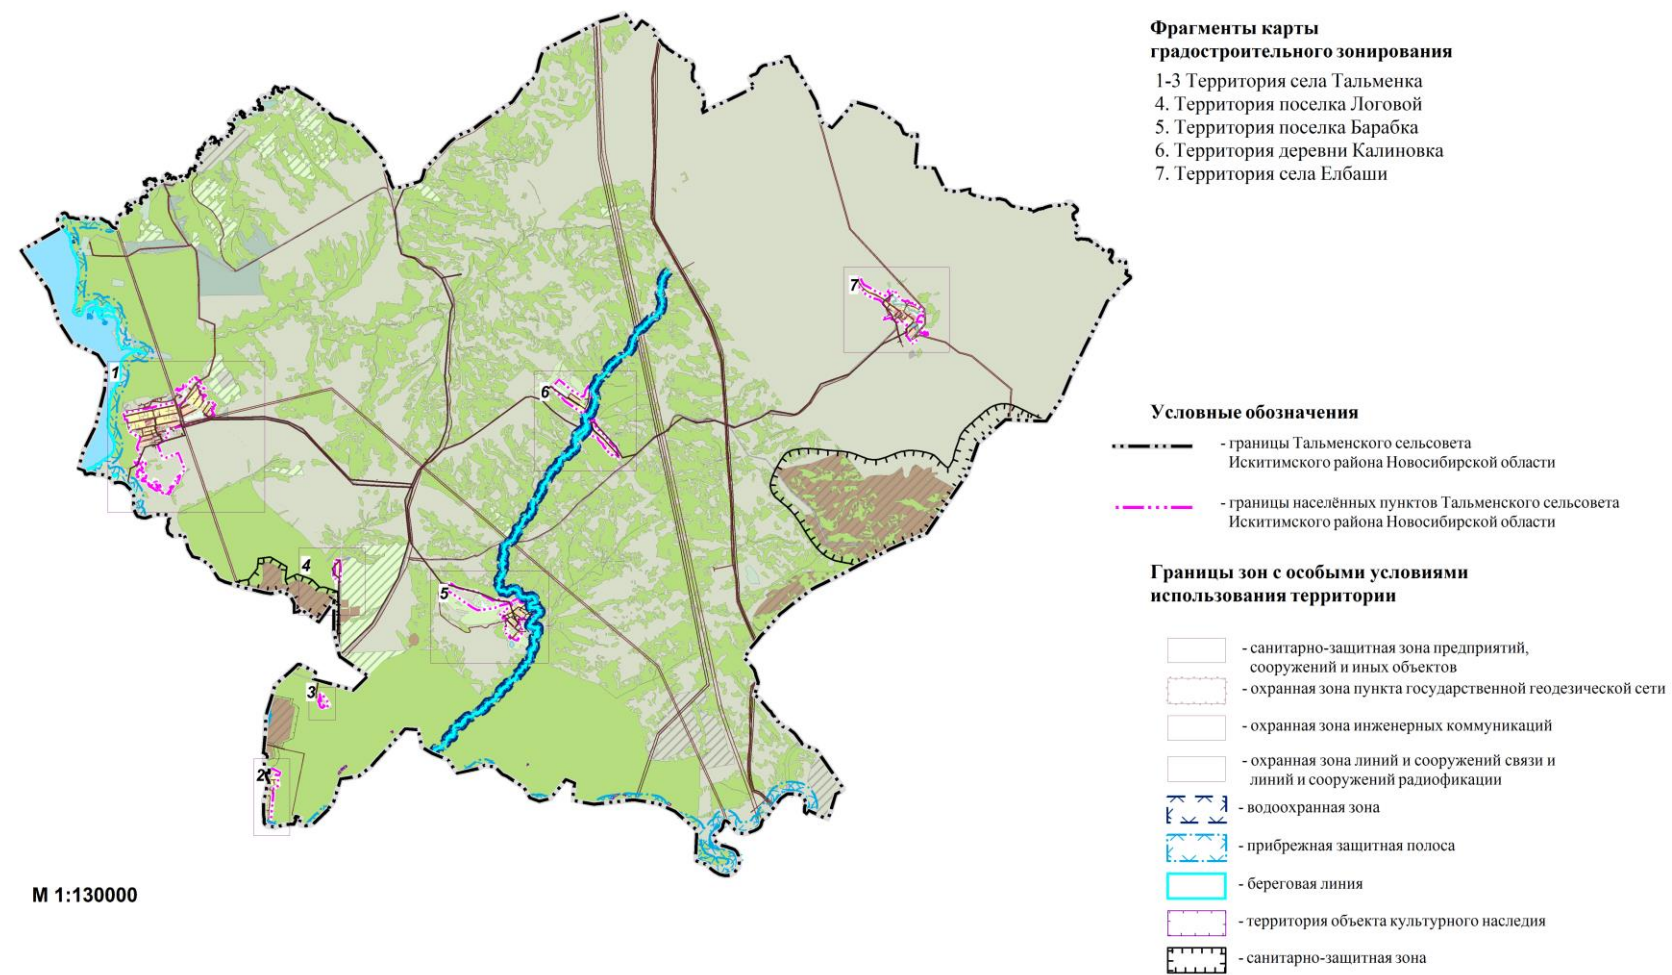 Фрагменты карты
градостроительного зонирования
1-3 Территория села Тальменка
4. Территория поселка Логовой
5. Территория поселка Барабка
6. Территория деревни Калиновка
7. Территория села Елбаши
7
1
6
4
5
3
2
Условные обозначения
- границы Тальменского сельсовета
Искитимского района Новосибирской области
- границы населённых пунктов Тальменского сельсовета
Искитимского района Новосибирской области
Границы зон с особыми условиями
использования территории
- санитарно-защитная зона предприятий,
сооружений и иных объектов
- охранная зона пункта государственной геодезической сети
- охранная зона инженерных коммуникаций
- охранная зона линий и сооружений связи и
линий и сооружений радиофикации
- водоохранная зона
- прибрежная защитная полоса
- береговая линия
- территория объекта культурного наследия
- санитарно-защитная зона
М 1:130000